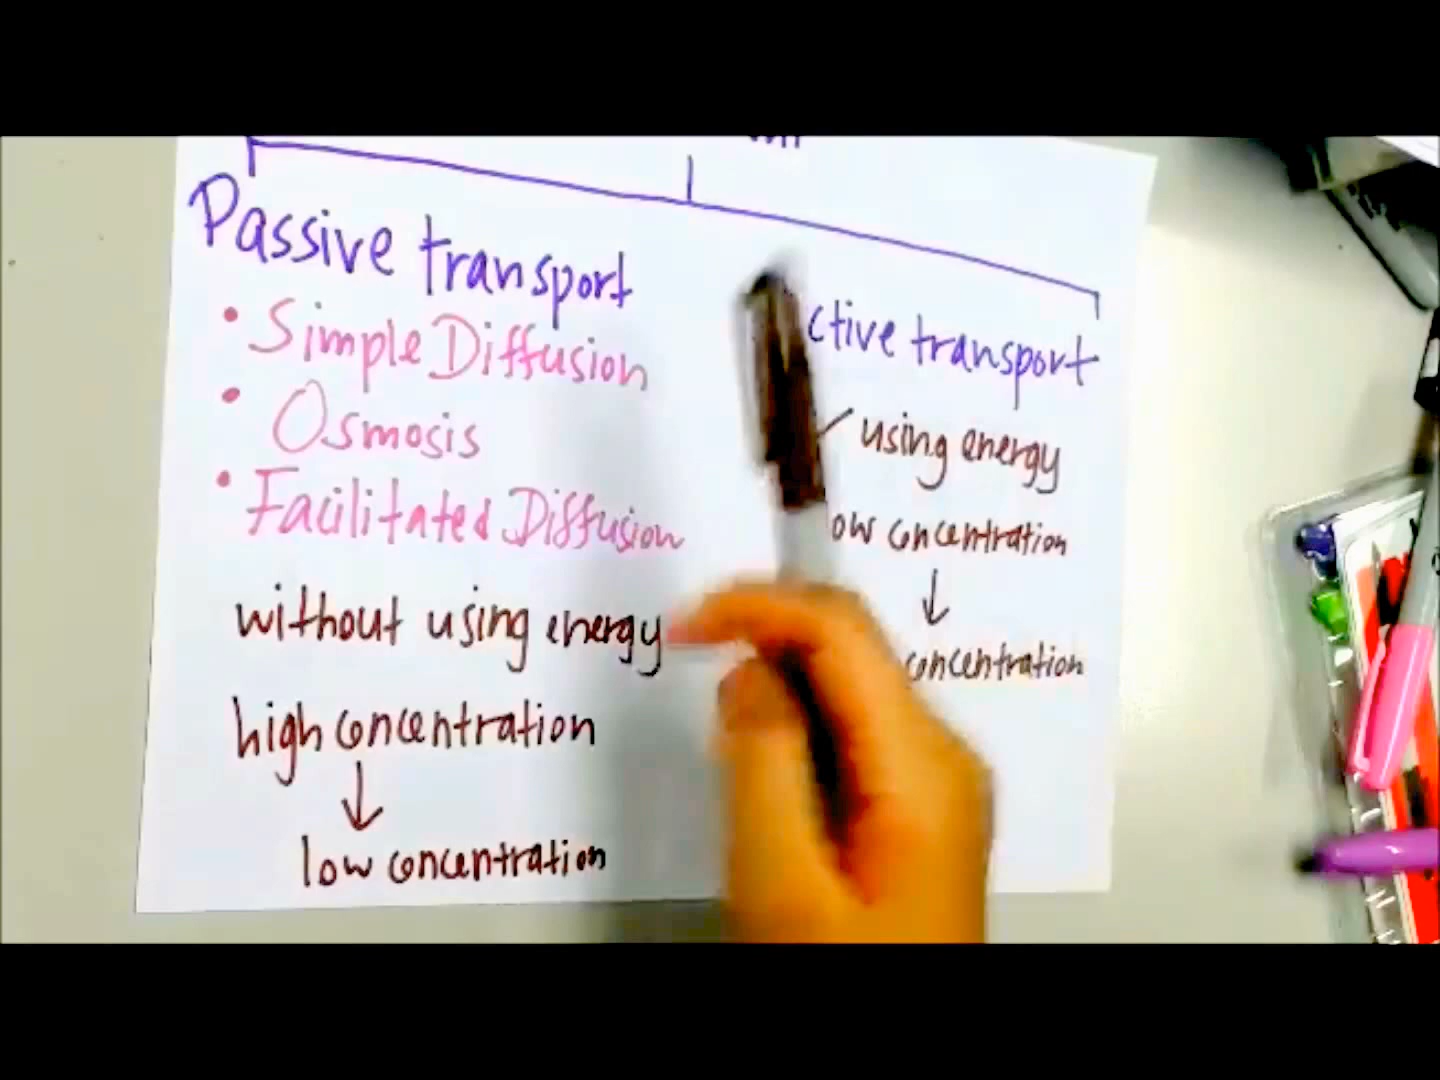 Passive transport
• Simple Diffusion
• Osmosis
• Facilitated Diffusion
without using energy
high concentration
↓
low concentration
ctive transport
using energy
ow concentration
↓
concentration